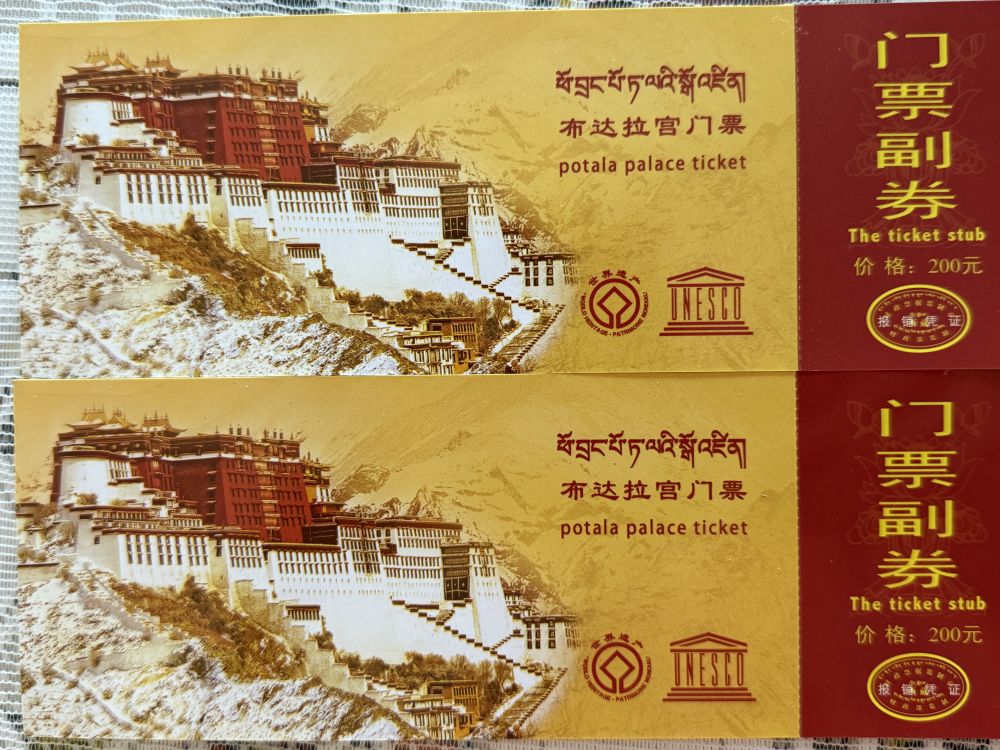 ཕོ་བྲང་པོ་ཏ་ལའི་སྒོ་འཛིན།
布达拉宫门票
potala palace ticket
世界遗产
WORLD HERITAGE · PATRIMOINE MONDIAL
UNESCO
门票副券
The ticket stub
价 格：200元
报销凭证
ཕོ་བྲང་པོ་ཏ་ལའི་སྒོ་འཛིན།
布达拉宫门票
potala palace ticket
世界遗产
WORLD HERITAGE · PATRIMOINE MONDIAL
UNESCO
门票副券
The ticket stub
价 格：200元
报销凭证